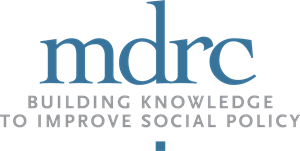 mdrc
BUILDING KNOWLEDGE
TO IMPROVE SOCIAL POLICY